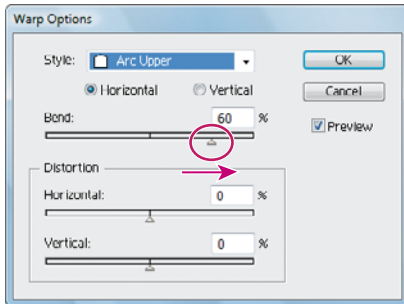 Warp Options
Style: Arc Upper
Horizontal Vertical
Bend: 60 %
Distortion
Horizontal: 0 %
Vertical: 0 %
OK
Cancel
Preview